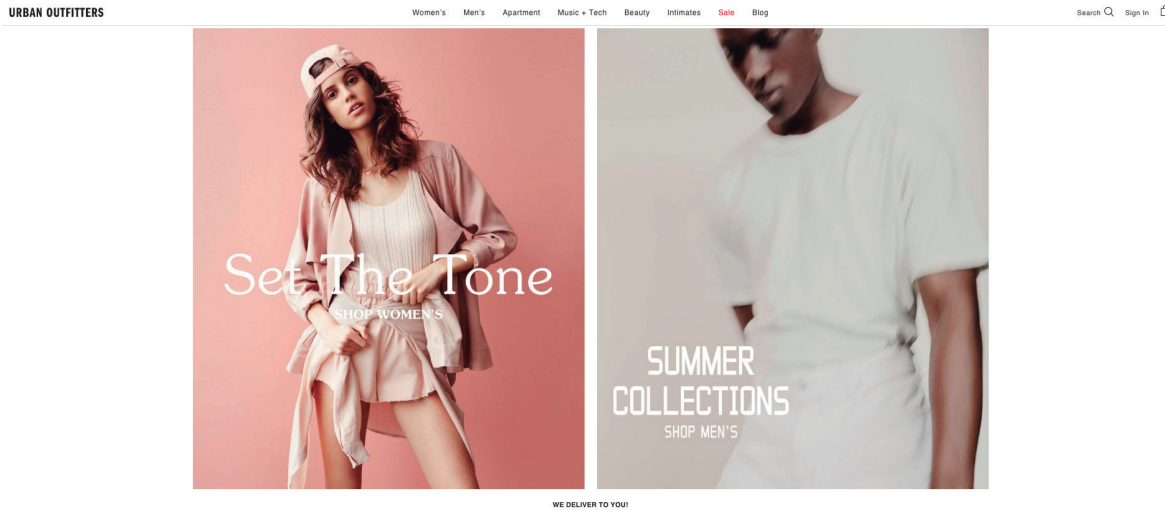 URBAN OUTFITTERS
Women's Men's Apartment Music + Tech Beauty Intimates Sale Blog
Search Sign In
Set The Tone
SHOP WOMEN'S
SUMMER
COLLECTIONS
SHOP MEN'S
WE DELIVER TO YOU!